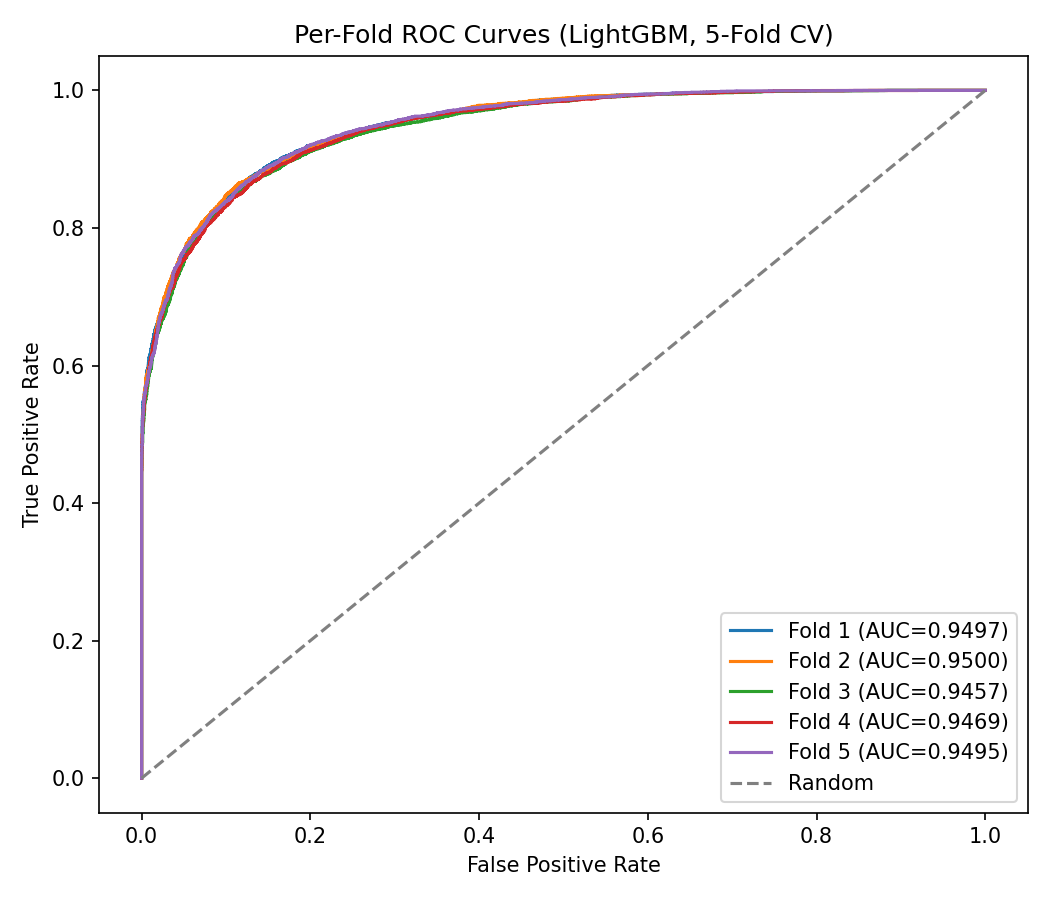 Per-Fold ROC Curves (LightGBM, 5-Fold CV)
True Positive Rate
1.0
0.8
0.6
0.4
0.2
0.0
Fold 1 (AUC=0.9497)
Fold 2 (AUC=0.9500)
Fold 3 (AUC=0.9457)
Fold 4 (AUC=0.9469)
Fold 5 (AUC=0.9495)
Random
0.0 0.2 0.4 0.6 0.8 1.0
False Positive Rate